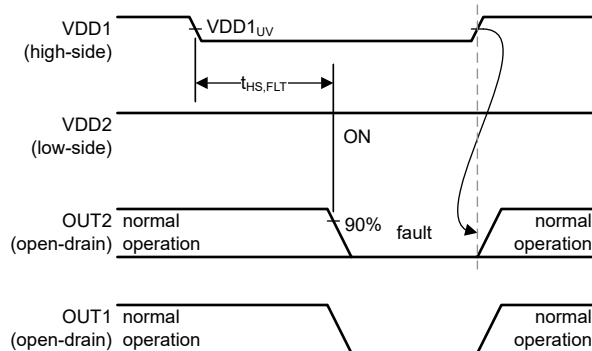 VDD1
(high-side)
VDD1UV
tHS,FLT
VDD2
(low-side)
ON
OUT2
(open-drain)
normal
operation
90%
fault
normal
operation
OUT1
(open-drain)
normal
operation
normal
operation